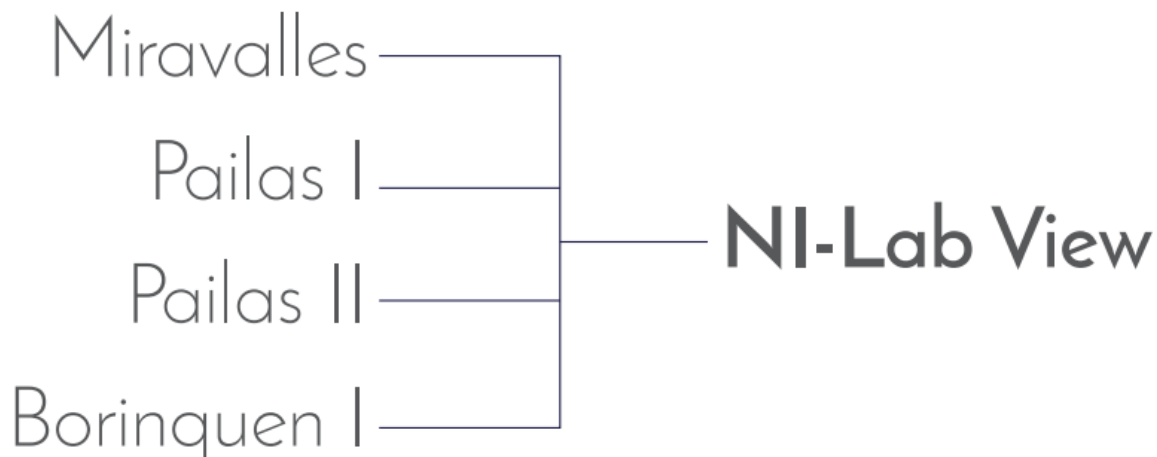 Miravalles
Pailas I
Pailas II
Borinquen I
NI-Lab View